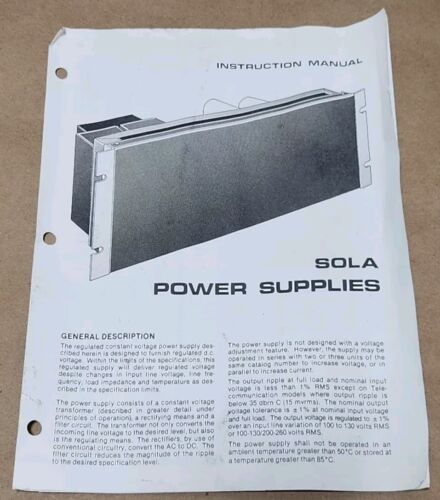 INSTRUCTION MANUAL
SOLA
POWER SUPPLIES
GENERAL DESCRIPTION
The regulated constant voltage power supply des-
cribed herein is designed to furnish regulated d.c.
voltage. Within the limits of the specifications, this
regulated supply will deliver regulated voltage
despite changes in input line voltage, line fre-
quency, load impedance and temperature as des-
cribed in the specification limits.
The power supply consists of a constant voltage
transformer (described in greater detail under
principles of operation), a rectifying means and a
filter circuit. The transformer not only converts the
incoming line voltage to the desired level, but also
is the regulating means. The rectifiers, by use of
conventional circuitry, convert the AC to DC. The
filter circuit reduces the magnitude of the ripple
to the desired specification level.
The power supply is not designed with a voltage
adjustment feature. However, the supply may be
operated in series with two or three units of the
same catalog number to increase voltage, or in
parallel to increase current.
The output ripple at full load and nominal input
voltage is less than 1% RMS except on Tele-
communication models where output ripple is
below 35 dbrn C (15 mvrms). The nominal output
voltage tolerance is ± 1% at nominal input voltage
and full load. The output voltage is regulated to ± 1%
over an input line variation of 100 to 130 volts RMS
or 100-130/200-260 volts RMS.
The power supply shall not be operated in an
ambient temperature greater than 50°C or stored at
a temperature greater than 85°C.